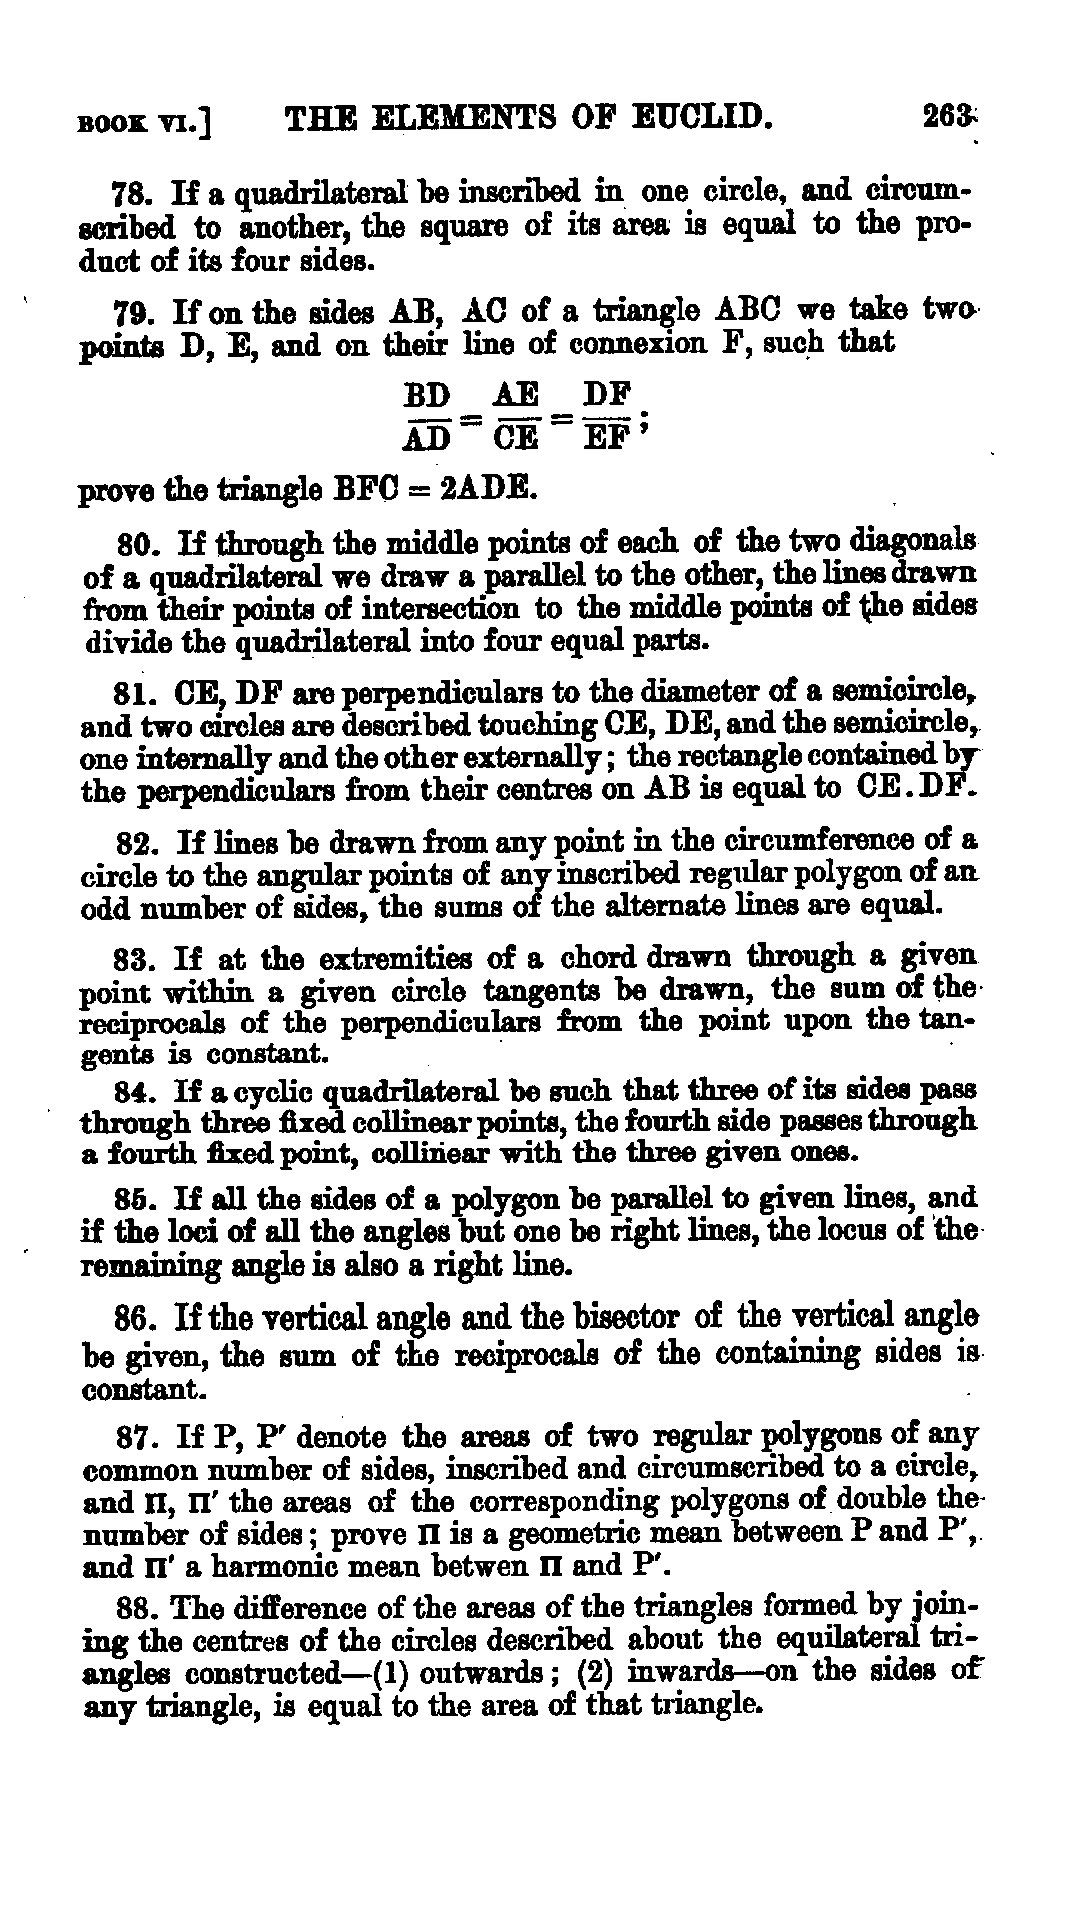 BOOK VI.] THE ELEMENTS OF EUCLID. 263
78. If a quadrilateral be inscribed in one circle, and circum-
scribed to another, the square of its area is equal to the pro-
duct of its four sides.
79. If on the sides AB, AC of a triangle ABC we take two
points D, E, and on their line of connexion F, such that
BD/AD = AE/CE = DF/EF;
prove the triangle BFC = 2ADE.
80. If through the middle points of each of the two diagonals
of a quadrilateral we draw a parallel to the other, the lines drawn
from their points of intersection to the middle points of the sides
divide the quadrilateral into four equal parts.
81. CE, DF are perpendiculars to the diameter of a semicircle,
and two circles are described touching CE, DE, and the semicircle,
one internally and the other externally; the rectangle contained by
the perpendiculars from their centres on AB is equal to CE.DF.
82. If lines be drawn from any point in the circumference of a
circle to the angular points of any inscribed regular polygon of an
odd number of sides, the sums of the alternate lines are equal.
83. If at the extremities of a chord drawn through a given
point within a given circle tangents be drawn, the sum of the
reciprocals of the perpendiculars from the point upon the tan-
gents is constant.
84. If a cyclic quadrilateral be such that three of its sides pass
through three fixed collinear points, the fourth side passes through
a fourth fixed point, collinear with the three given ones.
85. If all the sides of a polygon be parallel to given lines, and
if the loci of all the angles but one be right lines, the locus of the
remaining angle is also a right line.
86. If the vertical angle and the bisector of the vertical angle
be given, the sum of the reciprocals of the containing sides is
constant.
87. If P, P′ denote the areas of two regular polygons of any
common number of sides, inscribed and circumscribed to a circle,
and Π, Π′ the areas of the corresponding polygons of double the
number of sides; prove Π is a geometric mean between P and P′,
and Π′ a harmonic mean betwen Π and P′.
88. The difference of the areas of the triangles formed by join-
ing the centres of the circles described about the equilateral tri-
angles constructed—(1) outwards; (2) inwards—on the sides of
any triangle, is equal to the area of that triangle.